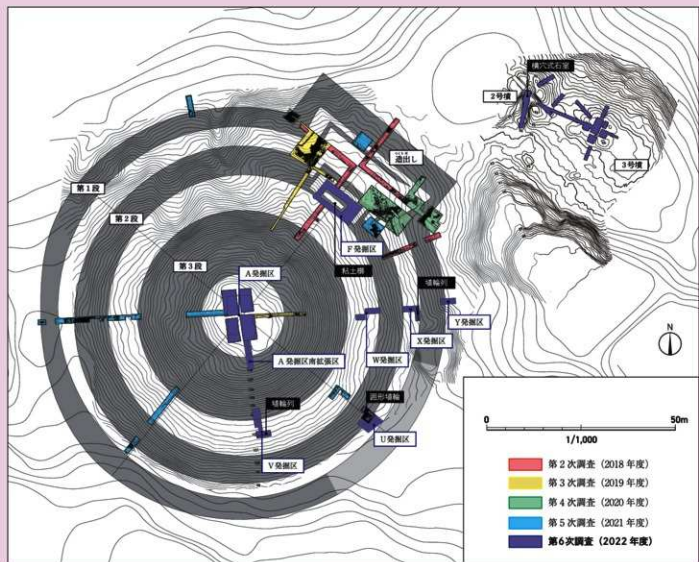 横穴式石室
2号墳
3号墳
つくりだ
造出し
第1段
第2段
第3段
F発掘区
粘土槨
A発掘区
埴輪列
Y発掘区
X発掘区
W発掘区
A発掘区南拡張区
埴輪列
囲形埴輪
U発掘区
V発掘区
N
0 50m
1/1,000
第2次調査(2018年度)
第3次調査(2019年度)
第4次調査(2020年度)
第5次調査(2021年度)
第6次調査(2022年度)